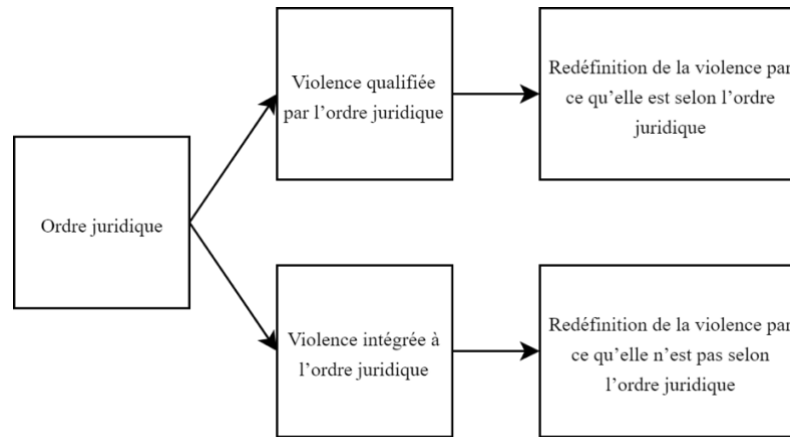 Ordre juridique
Violence qualifiée
par l’ordre juridique
Redéfinition de la violence par
ce qu’elle est selon l’ordre
juridique
Violence intégrée à
l’ordre juridique
Redéfinition de la violence par
ce qu’elle n’est pas selon
l’ordre juridique